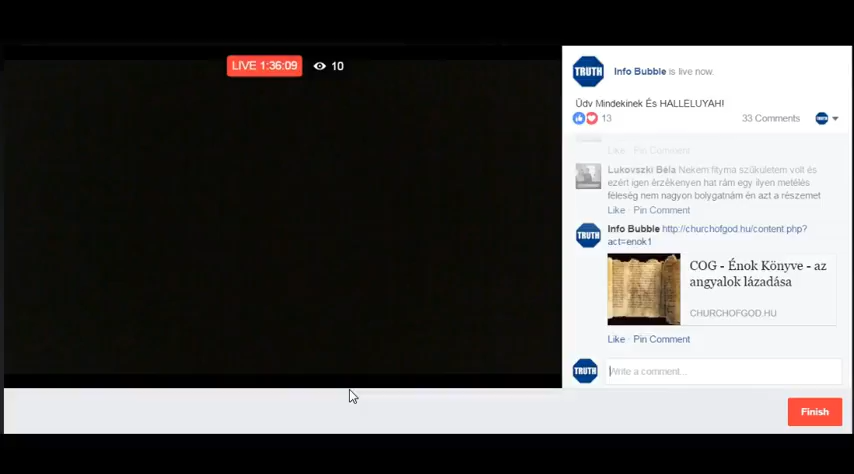 LIVE 1:36:09
10
TRUTH
Info Bubble is live now.
Üdv Mindekinek És HALLELUYAH!
13
33 Comments
TRUTH
Like · Pin Comment
Lukovszki Béla Nekem fityma szűkületem volt és
ezért igen érzékenyen hat rám egy ilyen metélés
féleség nem nagyon bolygatnám én azt a részemet
Like · Pin Comment
TRUTH
Info Bubble http://churchofgod.hu/content.php?
act=enok1
COG - Énok Könyve - az
angyalok lázadása
CHURCHOFGOD.HU
Like · Pin Comment
TRUTH
Write a comment...
Finish